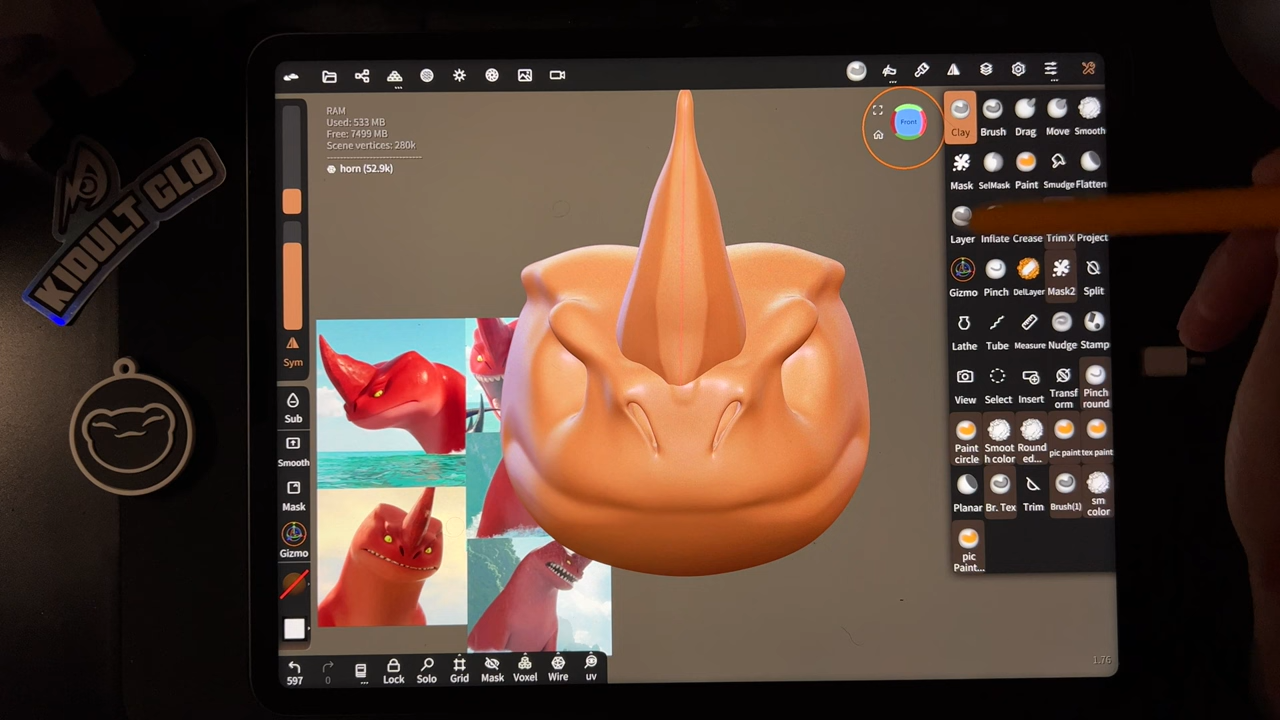 KIDULT CLO
RAM
Used: 533 MB
Free: 7499 MB
Scene vertices: 280k
horn (52.9k)
Front
Sym
Sub
Smooth
Mask
Gizmo
597
0
Lock
Solo
Grid
Mask
Voxel
Wire
uv
1.76
Clay
Brush
Drag
Move
Smooth
Mask
SelMask
Paint
Smudge
Flatten
Layer
Inflate
Crease
Trim X
Project
Gizmo
Pinch
DelLayer
Mask2
Split
Lathe
Tube
Measure
Nudge
Stamp
View
Select
Insert
Transf
orm
Pinch
round
Paint
circle
Smoot
h color
Round
ed...
pic paint
tex paint
Planar
Br. Tex
Trim
Brush(1)
sm
color
pic
Paint...